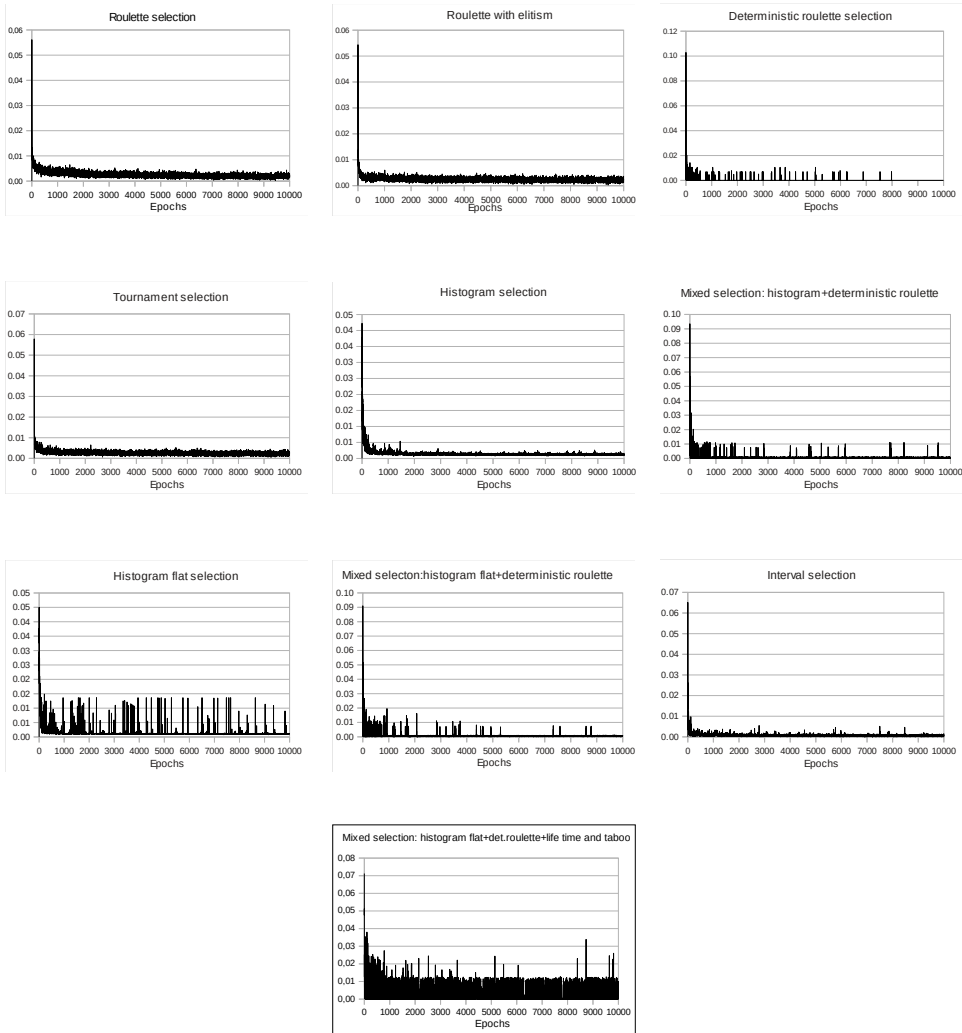 Roulette selection
0,06
0,05
0,04
0,03
0,02
0,01
0,00
0 1000 2000 3000 4000 5000 6000 7000 8000 9000 10000
Epochs
Roulette with elitism
0.06
0.05
0.04
0.03
0.02
0.01
0.00
0 1000 2000 3000 4000 5000 6000 7000 8000 9000 10000
Epochs
Deterministic roulette selection
0.12
0.10
0.08
0.06
0.04
0.02
0.00
0 1000 2000 3000 4000 5000 6000 7000 8000 9000 10000
Epochs
Tournament selection
0.07
0.06
0.05
0.04
0.03
0.02
0.01
0.00
0 1000 2000 3000 4000 5000 6000 7000 8000 9000 10000
Epochs
Histogram selection
0.05
0.04
0.04
0.03
0.03
0.02
0.02
0.01
0.01
0.00
0 1000 2000 3000 4000 5000 6000 7000 8000 9000 10000
Epochs
Mixed selection: histogram+deterministic roulette
0.10
0.09
0.08
0.07
0.06
0.05
0.04
0.03
0.02
0.01
0.00
0 1000 2000 3000 4000 5000 6000 7000 8000 9000 10000
Epochs
Histogram flat selection
0.05
0.05
0.04
0.04
0.03
0.03
0.02
0.02
0.01
0.01
0.00
0 1000 2000 3000 4000 5000 6000 7000 8000 9000 10000
Epochs
Mixed selecton:histogram flat+deterministic roulette
0.10
0.09
0.08
0.07
0.06
0.05
0.04
0.03
0.02
0.01
0.00
0 1000 2000 3000 4000 5000 6000 7000 8000 9000 10000
Epochs
Interval selection
0.07
0.06
0.05
0.04
0.03
0.02
0.01
0.00
0 1000 2000 3000 4000 5000 6000 7000 8000 9000 10000
Epochs
Mixed selection: histogram flat+det.roulette+life time and taboo
0,08
0,07
0,06
0,05
0,04
0,03
0,02
0,01
0,00
0 1000 2000 3000 4000 5000 6000 7000 8000 9000 10000
Epochs